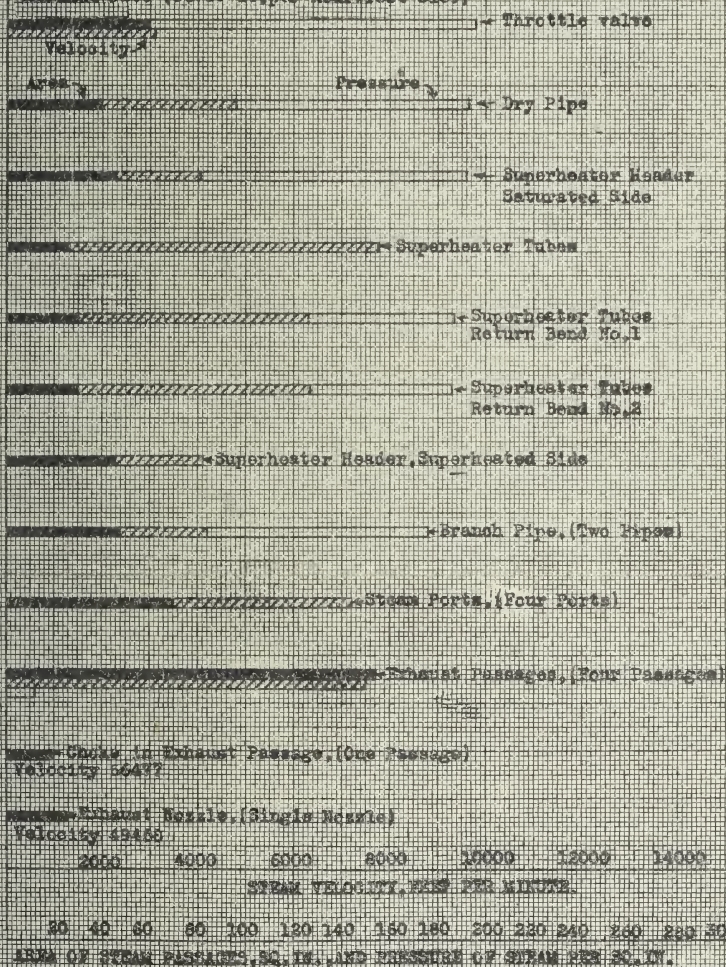 Throttle valve
Velocity
Area
Pressure
Dry Pipe
Superheater Header
Saturated Side
Superheater Tubes
Superheater Tubes
Return Bend No.1
Superheater Tubes
Return Bend No.2
Superheater Header, Superheated Side
Branch Pipe, (Two Pipes)
Steam Ports, (Four Ports)
Exhaust Passages, (Four Passages)
Choke in Exhaust Passage, (One Passage)
Velocity
Exhaust Nozzle, (Single Nozzle)
Velocity
2000 4000 6000 8000 10000 12000 14000
STEAM VELOCITY, FEET PER MINUTE.
20 40 60 80 100 120 140 160 180 200 220 240 260 280
AREA OF STEAM PASSAGES, SQ. IN., AND PRESSURE OF STEAM PER SQ. IN.